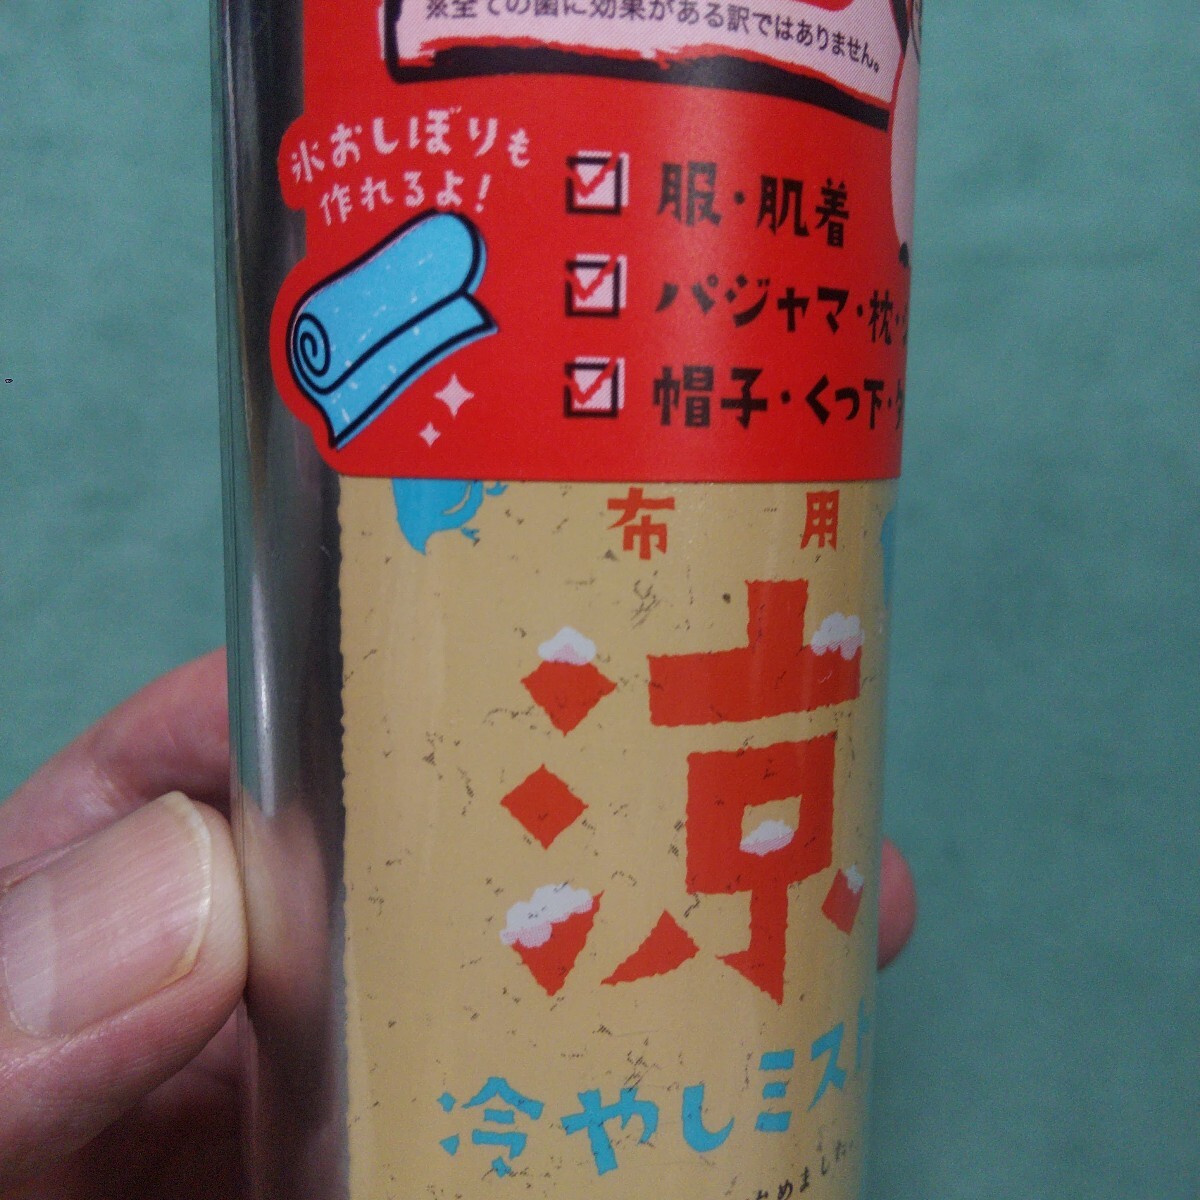 ※全ての菌に効果がある訳ではありません。
氷おしぼりも
作れるよ！
服・肌着
パジャマ・枕・
帽子・くつ下・
布用
涼
冷やしミスト